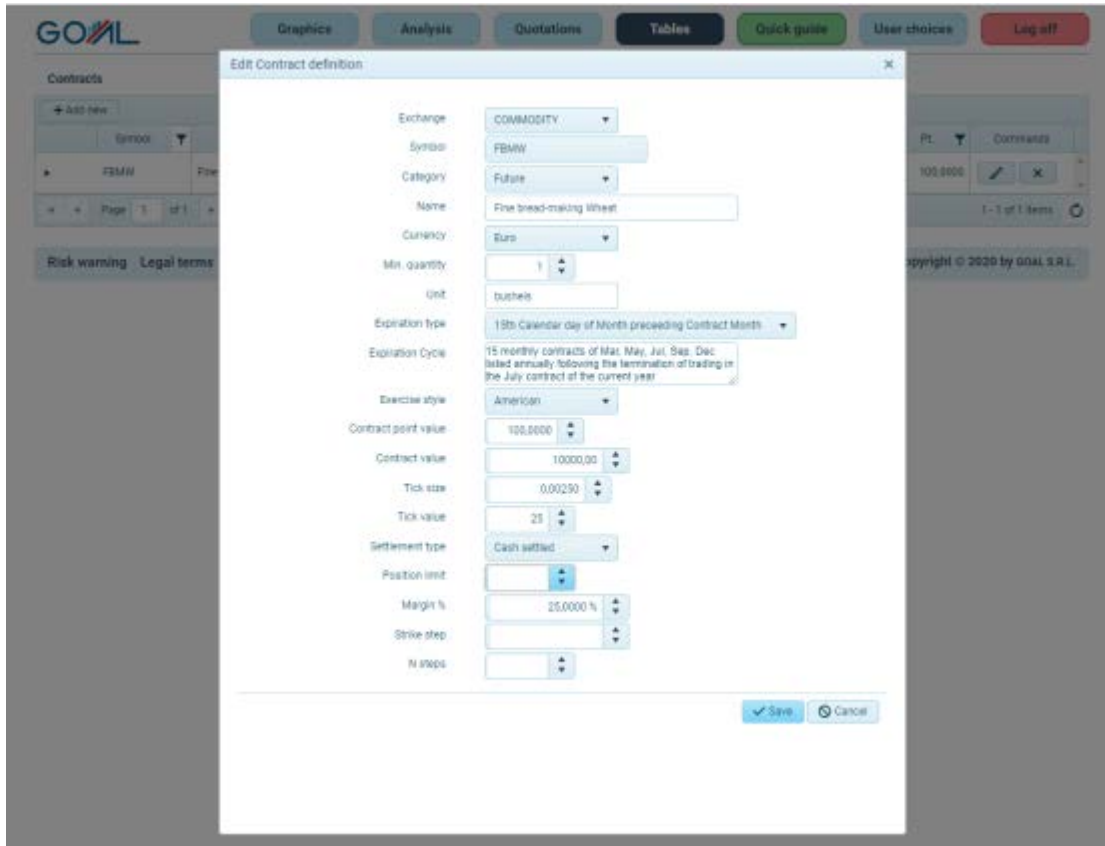 GOAL
Graphics Analysis Quotations Tables Quick guide User choices Log off
Edit Contract definition
Contracts
Add new
Symbol Pt. Commands
FBMW Fine 100,0000
Page 1 of 1 1 - 1 of 1 items
Risk warning Legal terms opyright © 2020 by GOAL S.R.L.
Exchange COMMODITY
Symbol FBMW
Category Future
Name Fine bread-making Wheat
Currency Euro
Min. quantity 1
Unit bushels
Expiration type 15th Calendar day of Month preceeding Contract Month
Expiration Cycle 15 monthly contracts of Mar, May, Jul, Sep, Dec
listed annually following the termination of trading in
the July contract of the current year
Exercise style American
Contract point value 100,0000
Contract value 10000,00
Tick size 0,00250
Tick value 25
Settlement type Cash settled
Position limit
Margin % 25,0000 %
Strike step
N steps
Save Cancel